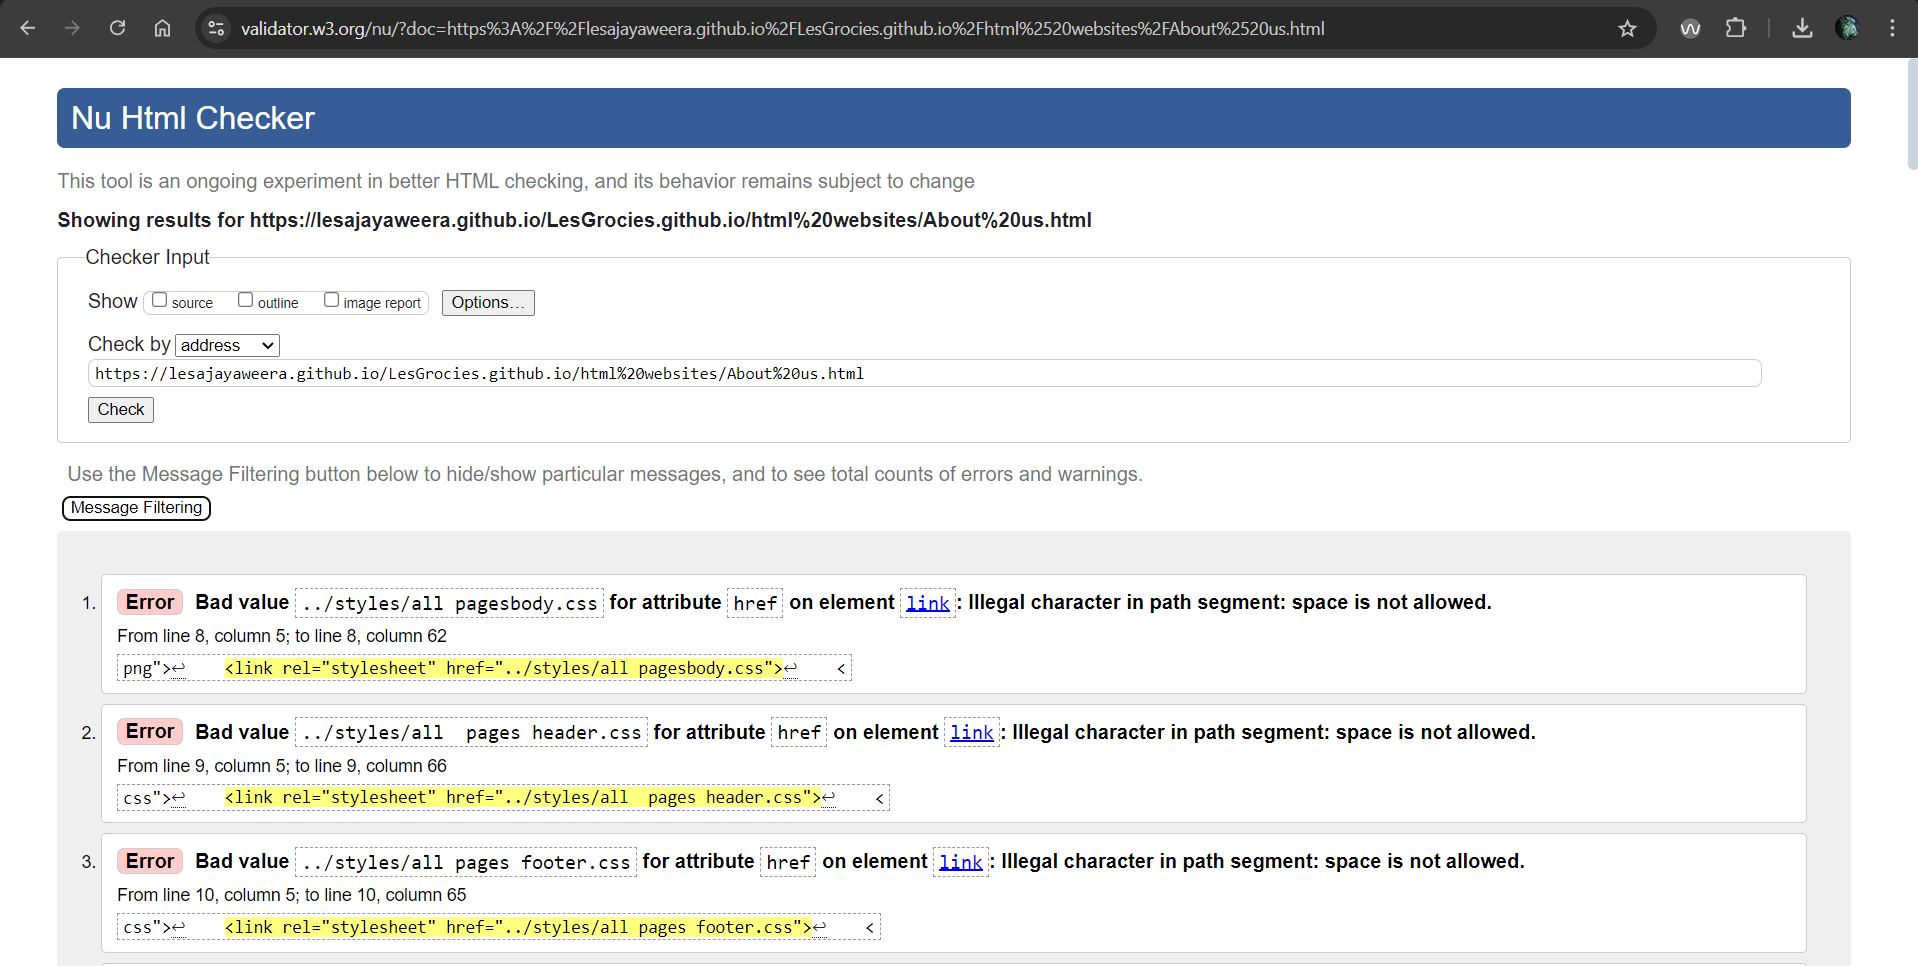 validator.w3.org/nu/?doc=https%3A%2F%2Flesajayaweera.github.io%2FLesGrocies.github.io%2Fhtml%2520websites%2FAbout%2520us.html
Nu Html Checker
This tool is an ongoing experiment in better HTML checking, and its behavior remains subject to change
Showing results for https://lesajayaweera.github.io/LesGrocies.github.io/html%20websites/About%20us.html
Checker Input
Show source outline image report Options...
Check by address
https://lesajayaweera.github.io/LesGrocies.github.io/html%20websites/About%20us.html
Check
Use the Message Filtering button below to hide/show particular messages, and to see total counts of errors and warnings.
Message Filtering
1. Error Bad value ../styles/all pagesbody.css for attribute href on element link: Illegal character in path segment: space is not allowed.
From line 8, column 5; to line 8, column 62
png">↩    <link rel="stylesheet" href="../styles/all pagesbody.css">↩    <
2. Error Bad value ../styles/all  pages header.css for attribute href on element link: Illegal character in path segment: space is not allowed.
From line 9, column 5; to line 9, column 66
css">↩    <link rel="stylesheet" href="../styles/all  pages header.css">↩    <
3. Error Bad value ../styles/all pages footer.css for attribute href on element link: Illegal character in path segment: space is not allowed.
From line 10, column 5; to line 10, column 65
css">↩    <link rel="stylesheet" href="../styles/all pages footer.css">↩    <